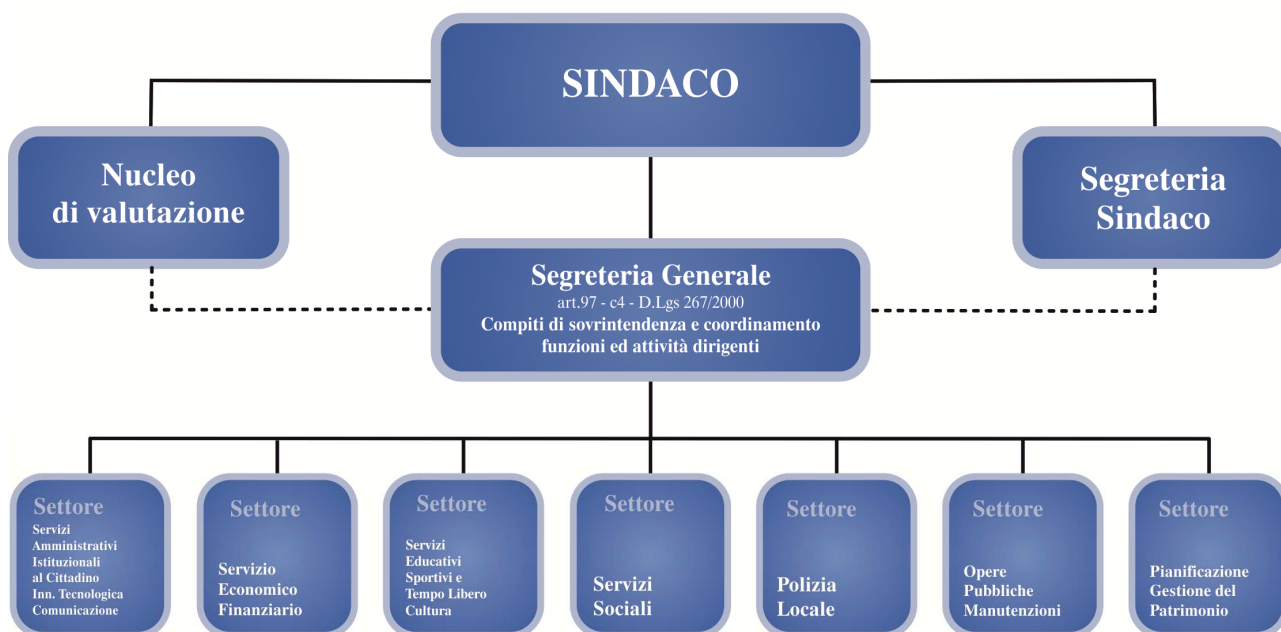 SINDACO
Nucleo
di valutazione
Segreteria
Sindaco
Segreteria Generale
art.97 - c4 - D.Lgs 267/2000
Compiti di sovrintendenza e coordinamento
funzioni ed attività dirigenti
Settore
Servizi
Amministrativi
Istituzionali
al Cittadino
Inn. Tecnologica
Comunicazione
Settore
Servizio
Economico
Finanziario
Settore
Servizi
Educativi
Sportivi e
Tempo Libero
Cultura
Settore
Servizi
Sociali
Settore
Polizia
Locale
Settore
Opere
Pubbliche
Manutenzioni
Settore
Pianificazione
Gestione del
Patrimonio